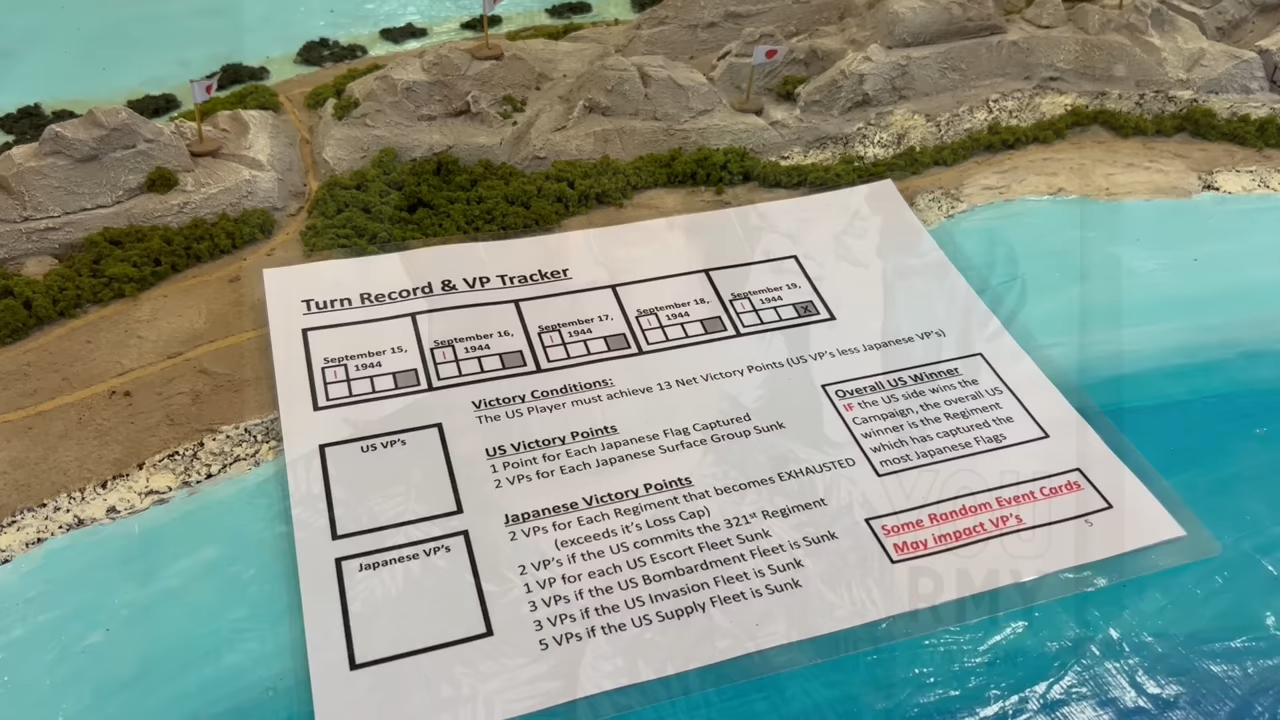 Turn Record & VP Tracker
September 15,
1944
September 16,
1944
September 17,
1944
September 18,
1944
September 19,
1944
X
Victory Conditions:
The US Player must achieve 13 Net Victory Points (US VP's less Japanese VP's)
US VP's
US Victory Points
1 Point for Each Japanese Flag Captured
2 VPs for Each Japanese Surface Group Sunk
Overall US Winner
IF the US side wins the
Campaign, the overall US
winner is the Regiment
which has captured the
most Japanese Flags
Japanese VP's
Japanese Victory Points
2 VPs for Each Regiment that becomes EXHAUSTED
(exceeds it's Loss Cap)
2 VP's if the US commits the 321st Regiment
1 VP for each US Escort Fleet Sunk
3 VPs if the US Bombardment Fleet is Sunk
3 VPs if the US Invasion Fleet is Sunk
5 VPs if the US Supply Fleet is Sunk
Some Random Event Cards
May impact VP's
5